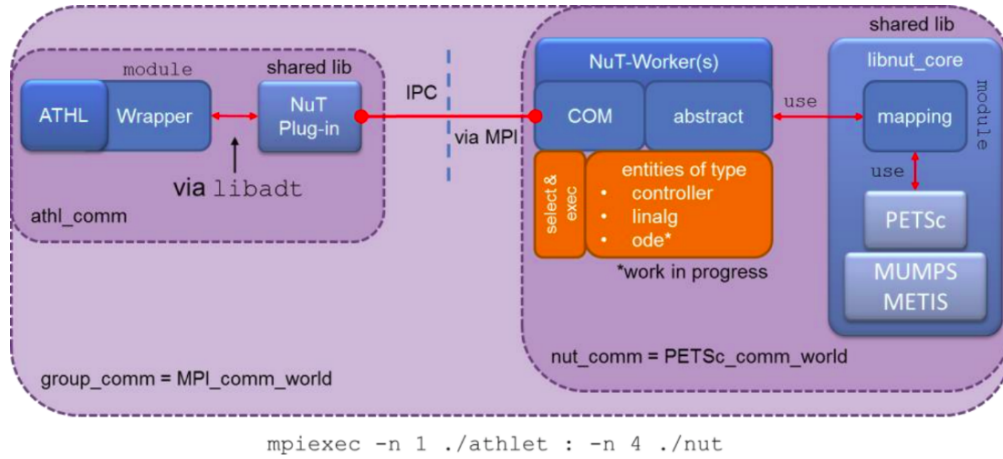 module
shared lib
ATHL
Wrapper
NuT
Plug-in
via libadt
athl_comm
group_comm = MPI_comm_world
IPC
via MPI
NuT-Worker(s)
COM
abstract
select &
exec
entities of type
• controller
• linalg
• ode*
*work in progress
nut_comm = PETSc_comm_world
use
shared lib
libnut_core
mapping
module
use
PETSc
MUMPS
METIS
mpiexec -n 1 ./athlet : -n 4 ./nut